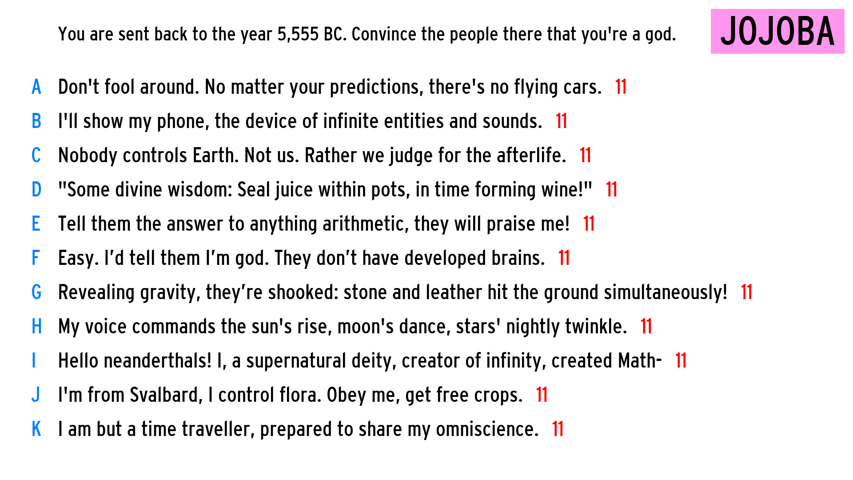 You are sent back to the year 5,555 BC. Convince the people there that you're a god.
JOJOBA
A Don't fool around. No matter your predictions, there's no flying cars. 11
B I'll show my phone, the device of infinite entities and sounds. 11
C Nobody controls Earth. Not us. Rather we judge for the afterlife. 11
D "Some divine wisdom: Seal juice within pots, in time forming wine!" 11
E Tell them the answer to anything arithmetic, they will praise me! 11
F Easy. I’d tell them I’m god. They don’t have developed brains. 11
G Revealing gravity, they’re shooked: stone and leather hit the ground simultaneously! 11
H My voice commands the sun's rise, moon's dance, stars' nightly twinkle. 11
I Hello neanderthals! I, a supernatural deity, creator of infinity, created Math- 11
J I'm from Svalbard, I control flora. Obey me, get free crops. 11
K I am but a time traveller, prepared to share my omniscience. 11